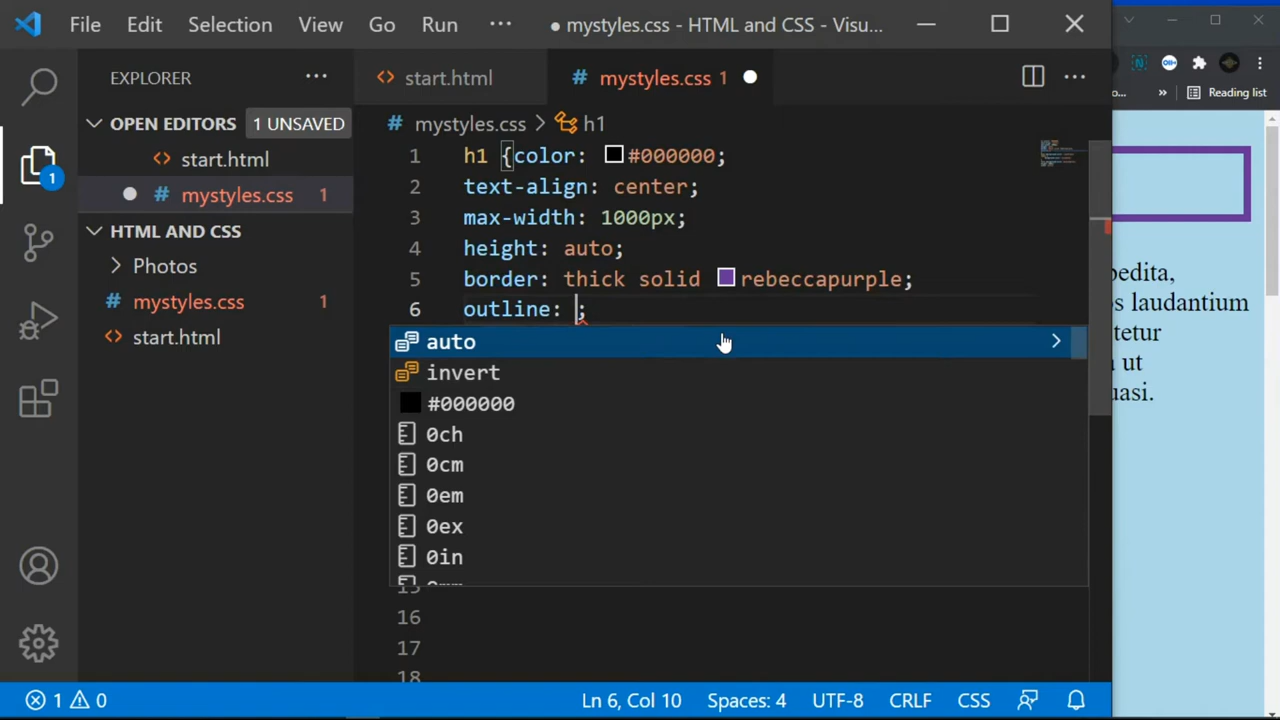 File Edit Selection View Go Run ··· ● mystyles.css - HTML and CSS - Visu...
EXPLORER ···
OPEN EDITORS 1 UNSAVED
<> start.html
# mystyles.css 1
HTML AND CSS
Photos
# mystyles.css 1
<> start.html
1
<> start.html # mystyles.css 1 ● ···
# mystyles.css > h1
1 h1 {color: #000000;
2 text-align: center;
3 max-width: 1000px;
4 height: auto;
5 border: thick solid rebeccapurple;
6 outline: ;
auto
invert
#000000
0ch
0cm
0em
0ex
0in
15
16
17
18
1 0 Ln 6, Col 10 Spaces: 4 UTF-8 CRLF CSS
o... » Reading list
pedita,
os laudantium
tetur
ut
uasi.